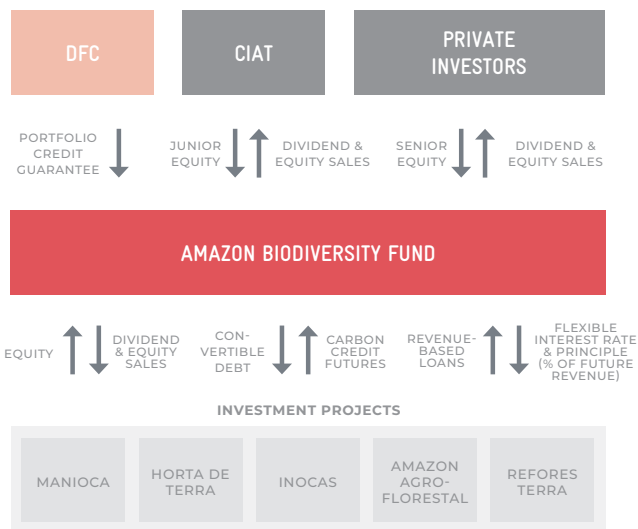 DFC
CIAT
PRIVATE
INVESTORS
PORTFOLIO
CREDIT
GUARANTEE
JUNIOR
EQUITY
DIVIDEND &
EQUITY SALES
SENIOR
EQUITY
DIVIDEND &
EQUITY SALES
AMAZON BIODIVERSITY FUND
EQUITY
DIVIDEND
& EQUITY
SALES
CON-
VERTIBLE
DEBT
CARBON
CREDIT
FUTURES
REVENUE-
BASED
LOANS
FLEXIBLE
INTEREST RATE
& PRINCIPLE
(% OF FUTURE
REVENUE)
INVESTMENT PROJECTS
MANIOCA
HORTA DE
TERRA
INOCAS
AMAZON
AGRO-
FLORESTAL
REFORES
TERRA